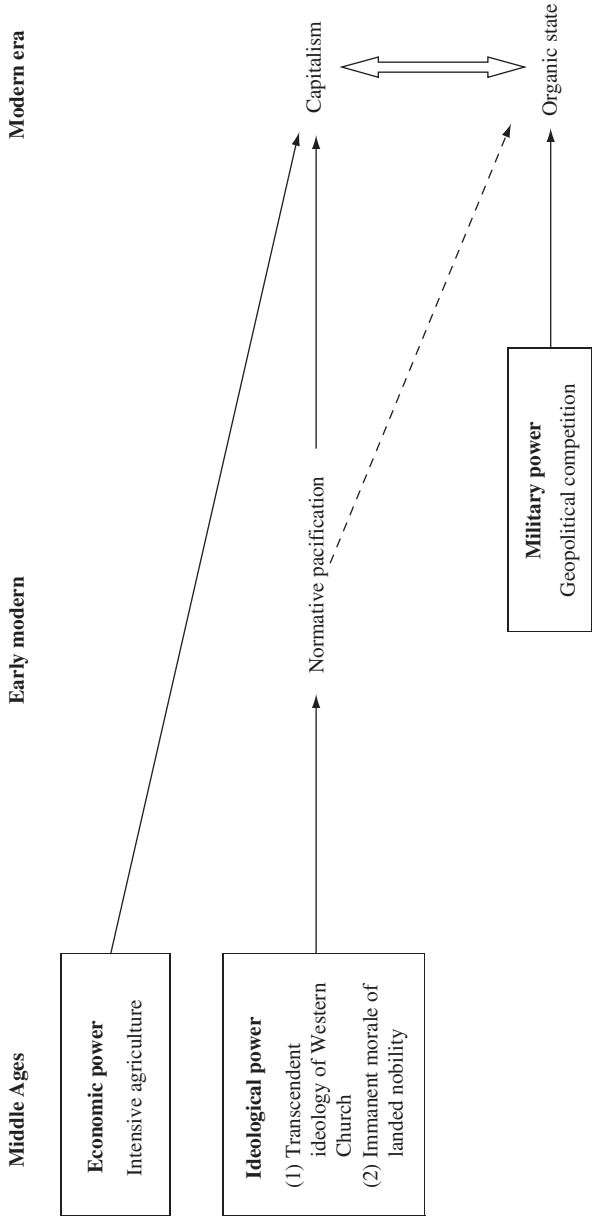 Middle Ages
Early modern
Modern era
Economic power
Intensive agriculture
Ideological power
(1) Transcendent
ideology of Western
Church
(2) Immanent morale of
landed nobility
Normative pacification
Military power
Geopolitical competition
Capitalism
Organic state